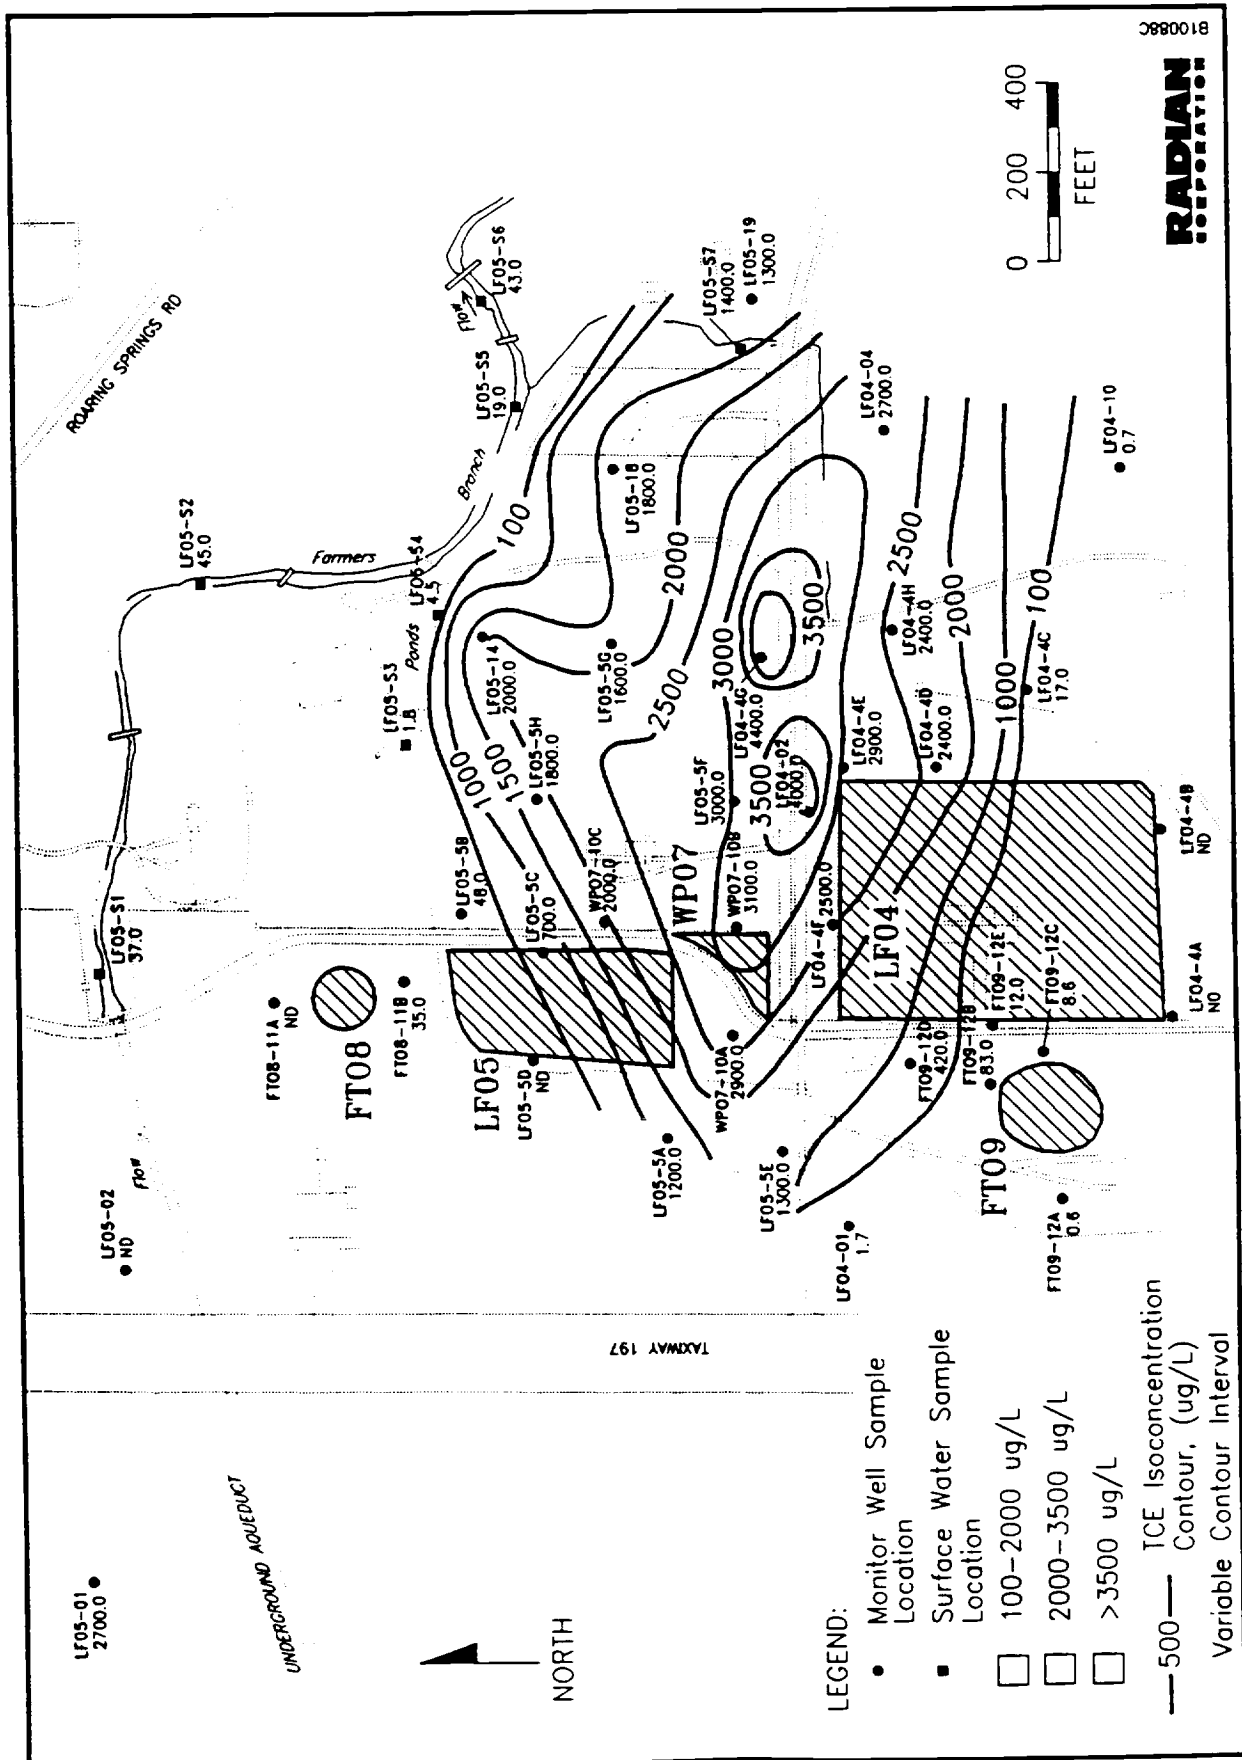 LF05-01
2700.0
UNDERGROUND AQUEDUCT
NORTH
TAXIWAY 197
LF05-02
ND
Flow
LF05-S1
37.0
LF05-S2
45.0
ROARING SPRINGS RD
Farmers
Branch
FT08-11A
ND
FT08
FT08-11B
35.0
LF05-S3
1.8
Ponds
LF05-S4
4.5
LF05-S5
19.0
Flow
LF05-S6
43.0
LF05
LF05-5D
ND
LF05-5B
48.0
LF05-5C
700.0
WP07-10C
2000.0
LF05-5H
1800.0
LF05-14
2000.0
LF05-5G
1600.0
LF05-18
1800.0
LF05-S7
1400.0
LF05-19
1300.0
100
1000
1500
2000
2500
3000
3500
3500
LF05-5A
1200.0
WP07-10A
2900.0
WP07
WP07-10B
3100.0
LF05-5F
3000.0
LF04-4G
4400.0
LF04-02
4000.0
LF05-5E
1300.0
LF04-01
1.7
LF04-4F 2500.0
LF04
LF04-4E
2900.0
LF04-4D
2400.0
LF04-4H
2400.0
LF04-04
2700.0
2500
2000
1000
100
LF04-4C
17.0
LF04-10
0.7
FT09-12D
420.0
FT09-12B
83.0
FT09-12E
12.0
FT09-12C
8.6
FT09
FT09-12A
0.6
LF04-4A
ND
LF04-4B
ND
LEGEND:
Monitor Well Sample
Location
Surface Water Sample
Location
100-2000 ug/L
2000-3500 ug/L
>3500 ug/L
500 TCE Isoconcentration
Contour, (ug/L)
Variable Contour Interval
0 200 400
FEET
RADIAN
CORPORATION
B10088C